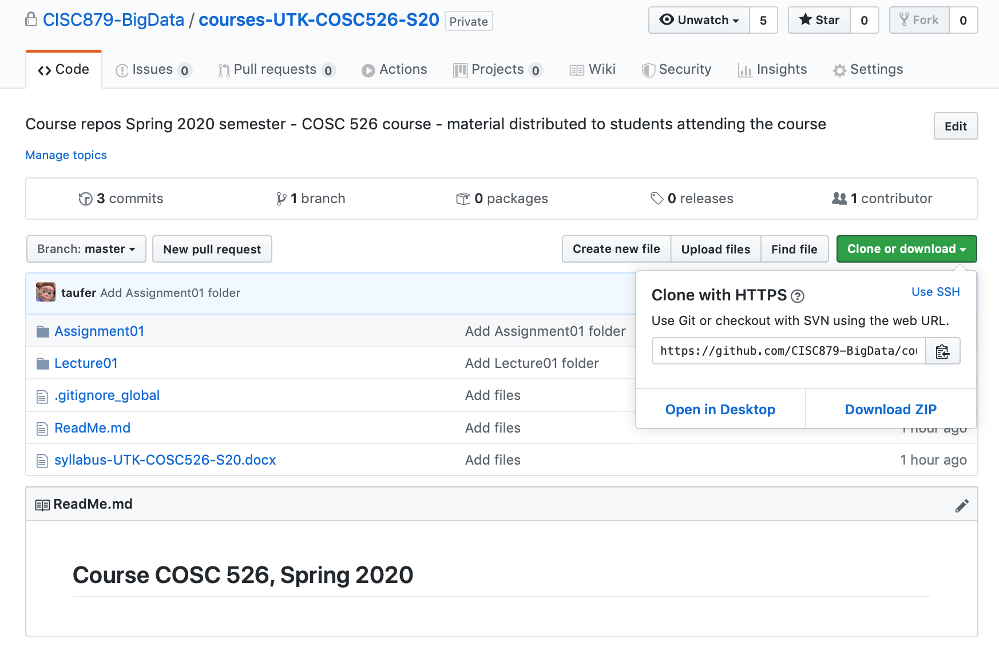 CISC879-BigData / courses-UTK-COSC526-S20 Private Unwatch 5 Star 0 Fork 0
Code Issues 0 Pull requests 0 Actions Projects 0 Wiki Security Insights Settings
Course repos Spring 2020 semester - COSC 526 course - material distributed to students attending the course Edit
Manage topics
3 commits 1 branch 0 packages 0 releases 1 contributor
Branch: master New pull request Create new file Upload files Find file Clone or download
taufer Add Assignment01 folder
Clone with HTTPS ? Use SSH
Use Git or checkout with SVN using the web URL.
https://github.com/CISC879-BigData/cou
Open in Desktop Download ZIP
Assignment01 Add Assignment01 folder
Lecture01 Add Lecture01 folder
.gitignore_global Add files
ReadMe.md Add files 1 hour ago
syllabus-UTK-COSC526-S20.docx Add files 1 hour ago
ReadMe.md
Course COSC 526, Spring 2020